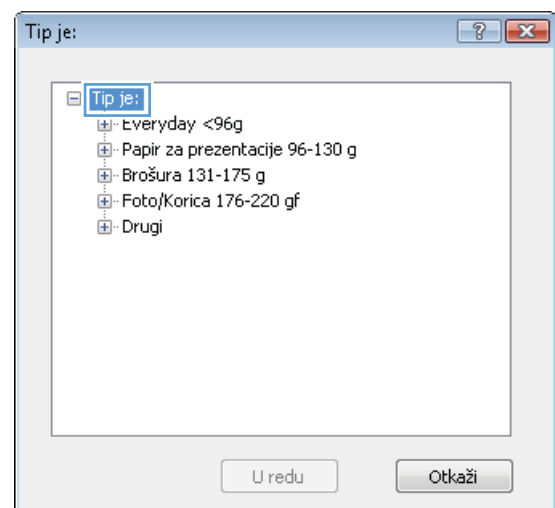 Tip je:
Tip je:
Everyday <96g
Papir za prezentacije 96-130 g
Brošura 131-175 g
Foto/Korica 176-220 gf
Drugi
U redu
Otkaži